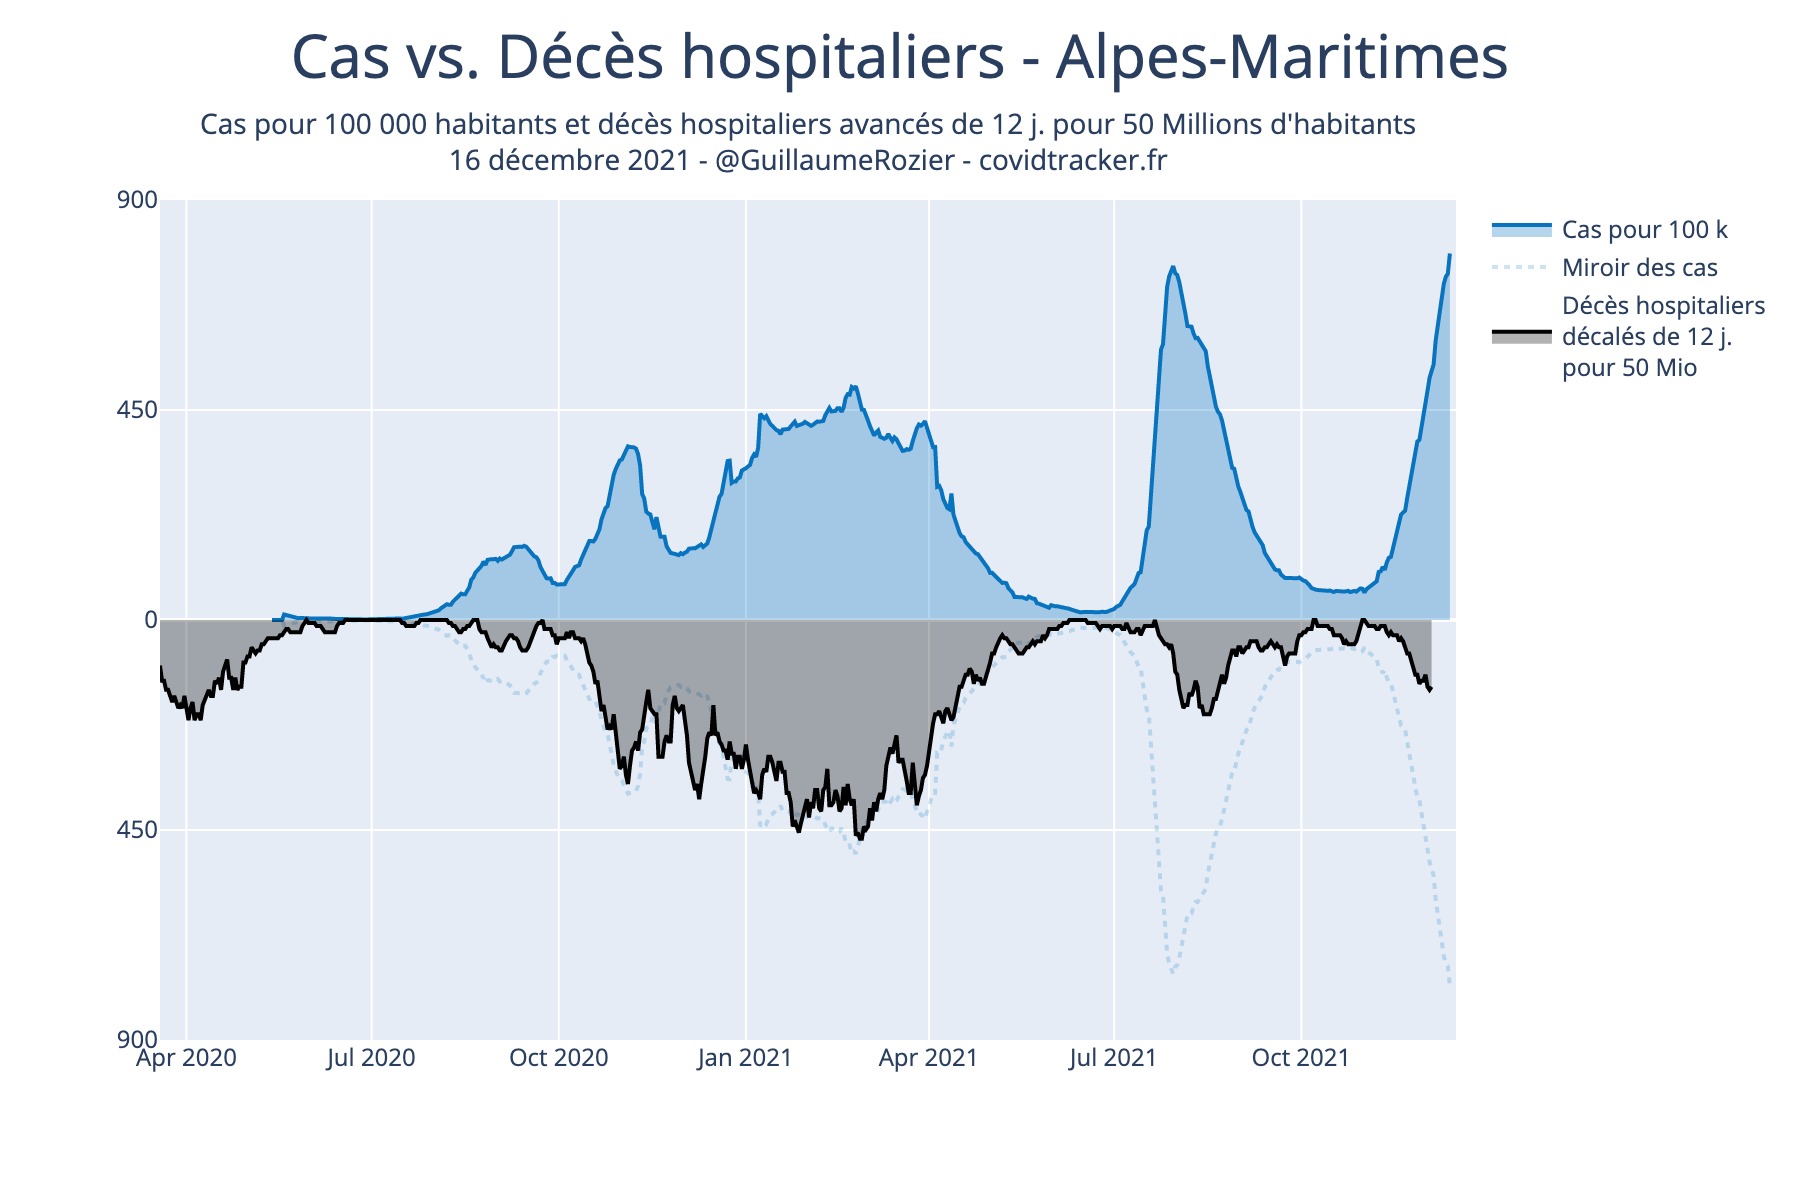 Cas vs. Décès hospitaliers - Alpes-Maritimes
Cas pour 100 000 habitants et décès hospitaliers avancés de 12 j. pour 50 Millions d'habitants
16 décembre 2021 - @GuillaumeRozier - covidtracker.fr
900
450
0
450
900
Apr 2020
Jul 2020
Oct 2020
Jan 2021
Apr 2021
Jul 2021
Oct 2021
Cas pour 100 k
Miroir des cas
Décès hospitaliers
décalés de 12 j.
pour 50 Mio